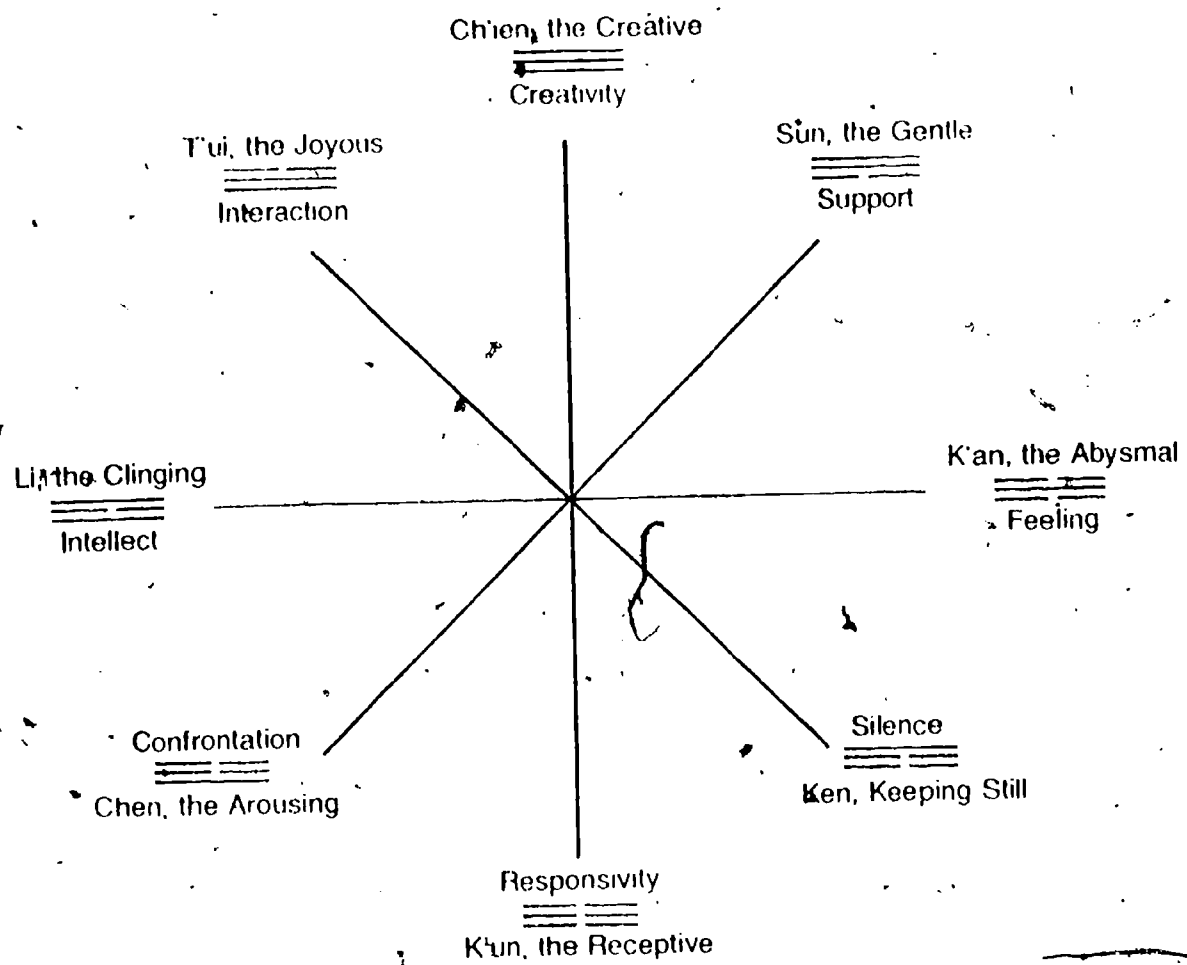 Ch'ien, the Creative
Creativity
T'ui, the Joyous
Interaction
Sun, the Gentle
Support
Li, the Clinging
Intellect
K'an, the Abysmal
Feeling
Confrontation
Chen, the Arousing
Silence
Ken, Keeping Still
Responsivity
K'un, the Receptive